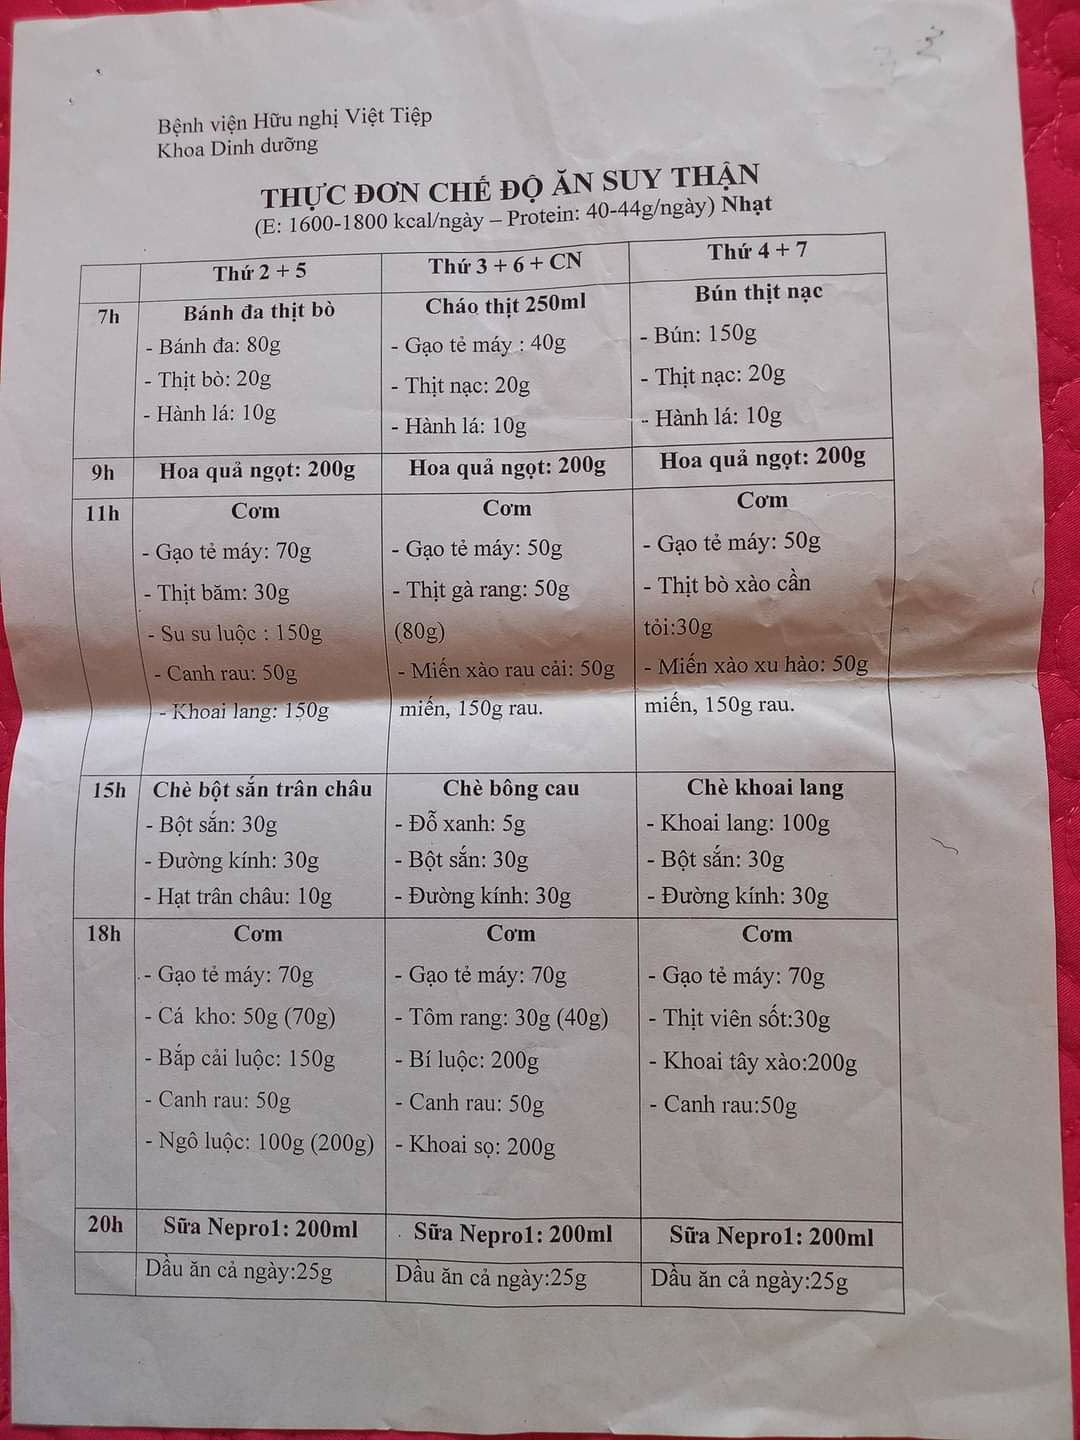 Bệnh viện Hữu nghị Việt Tiệp
Khoa Dinh dưỡng
THỰC ĐƠN CHẾ ĐỘ ĂN SUY THẬN
(E: 1600-1800 kcal/ngày – Protein: 40-44g/ngày) Nhạt
Thứ 2 + 5
Thứ 3 + 6 + CN
Thứ 4 + 7
7h
Bánh đa thịt bò
- Bánh đa: 80g
- Thịt bò: 20g
- Hành lá: 10g
Cháo thịt 250ml
- Gạo tẻ máy : 40g
- Thịt nạc: 20g
- Hành lá: 10g
Bún thịt nạc
- Bún: 150g
- Thịt nạc: 20g
- Hành lá: 10g
9h
Hoa quả ngọt: 200g
Hoa quả ngọt: 200g
Hoa quả ngọt: 200g
11h
Cơm
- Gạo tẻ máy: 70g
- Thịt băm: 30g
- Su su luộc : 150g
- Canh rau: 50g
- Khoai lang: 150g
Cơm
- Gạo tẻ máy: 50g
- Thịt gà rang: 50g
(80g)
- Miến xào rau cải: 50g
miến, 150g rau.
Cơm
- Gạo tẻ máy: 50g
- Thịt bò xào cần
tỏi:30g
- Miến xào xu hào: 50g
miến, 150g rau.
15h
Chè bột sắn trân châu
- Bột sắn: 30g
- Đường kính: 30g
- Hạt trân châu: 10g
Chè bông cau
- Đỗ xanh: 5g
- Bột sắn: 30g
- Đường kính: 30g
Chè khoai lang
- Khoai lang: 100g
- Bột sắn: 30g
- Đường kính: 30g
18h
Cơm
- Gạo tẻ máy: 70g
- Cá kho: 50g (70g)
- Bắp cải luộc: 150g
- Canh rau: 50g
- Ngô luộc: 100g (200g)
Cơm
- Gạo tẻ máy: 70g
- Tôm rang: 30g (40g)
- Bí luộc: 200g
- Canh rau: 50g
- Khoai sọ: 200g
Cơm
- Gạo tẻ máy: 70g
- Thịt viên sốt:30g
- Khoai tây xào:200g
- Canh rau:50g
20h
Sữa Nepro1: 200ml
Sữa Nepro1: 200ml
Sữa Nepro1: 200ml
Dầu ăn cả ngày:25g
Dầu ăn cả ngày:25g
Dầu ăn cả ngày:25g